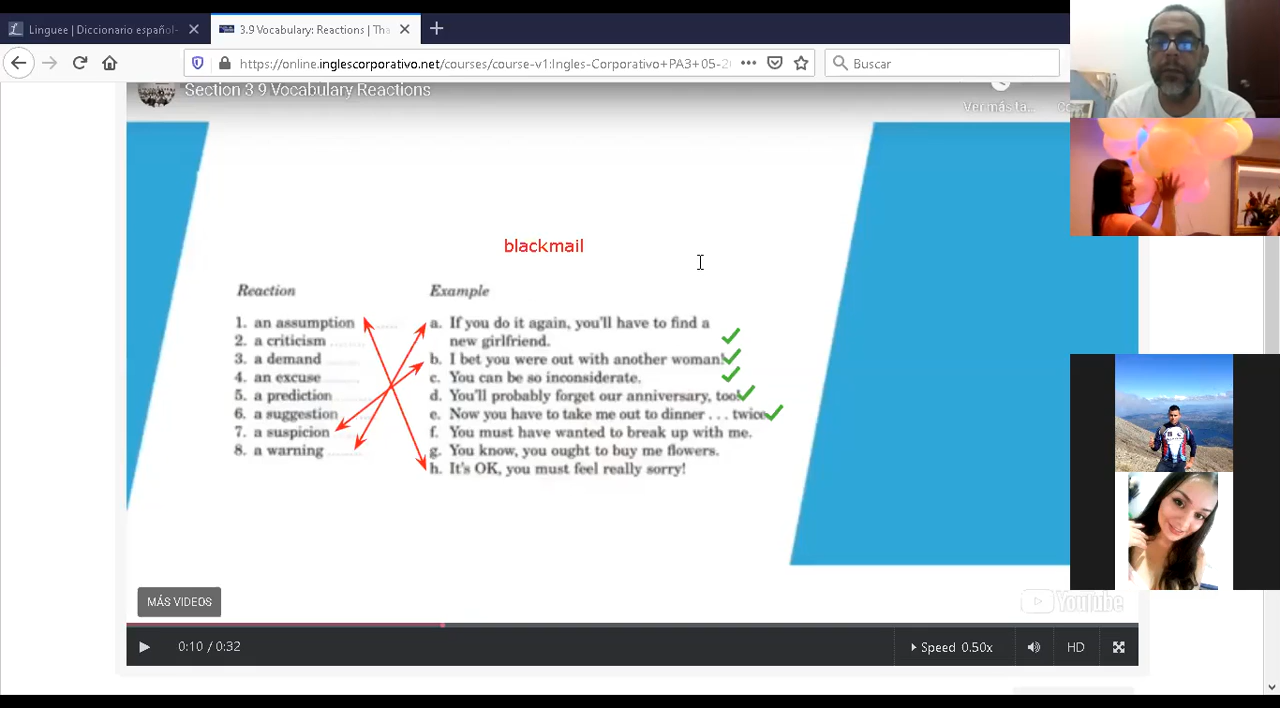 Linguee | Diccionario español-
3.9 Vocabulary: Reactions | Tha
https://online.inglescorporativo.net/courses/course-v1:Ingles-Corporativo+PA3+05-2
Buscar
Section 3 9 Vocabulary Reactions
Ver más ta...
blackmail
Reaction
1. an assumption ........
2. a criticism ........
3. a demand ........
4. an excuse ........
5. a prediction ........
6. a suggestion ........
7. a suspicion ........
8. a warning ........
Example
a. If you do it again, you'll have to find a
new girlfriend.
b. I bet you were out with another woman!
c. You can be so inconsiderate.
d. You'll probably forget our anniversary, too!
e. Now you have to take me out to dinner . . . twice.
f. You must have wanted to break up with me.
g. You know, you ought to buy me flowers.
h. It's OK, you must feel really sorry!
MÁS VIDEOS
YouTube
0:10 / 0:32
Speed 0.50x
HD